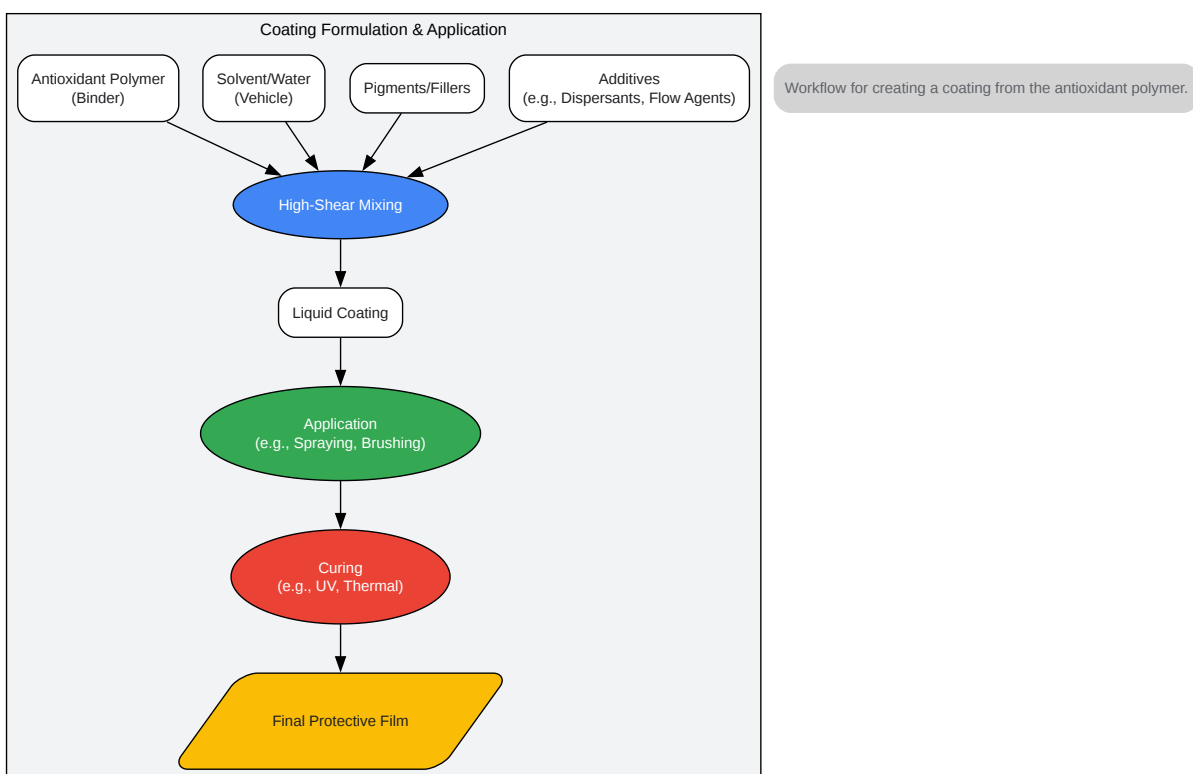 Coating Formulation & Application
Antioxidant Polymer
(Binder)
Solvent/Water
(Vehicle)
Pigments/Fillers
Additives
(e.g., Dispersants, Flow Agents)
Workflow for creating a coating from the antioxidant polymer.
High-Shear Mixing
Liquid Coating
Application
(e.g., Spraying, Brushing)
Curing
(e.g., UV, Thermal)
Final Protective Film